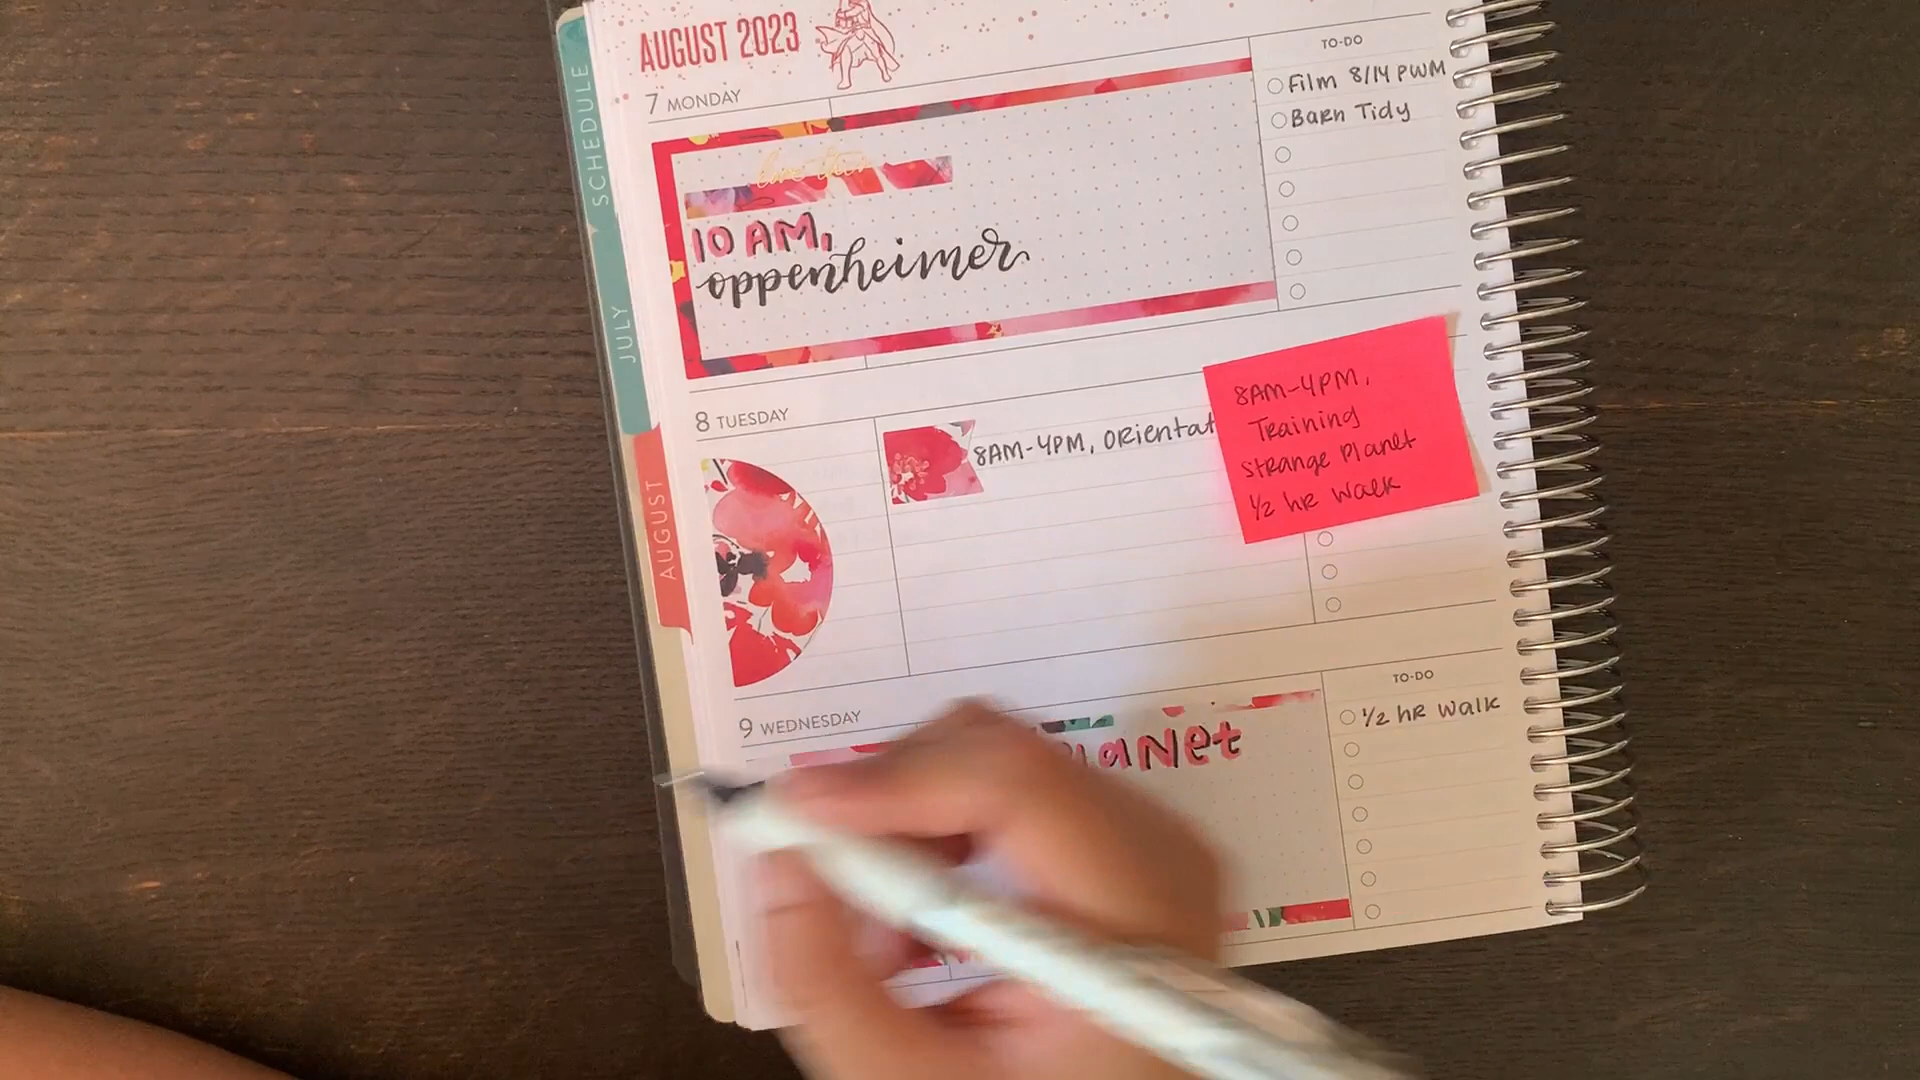 AUGUST 2023
SCHEDULE
JULY
AUGUST
7 MONDAY
10 AM,
oppenheimer
TO-DO
Film 8/14 PWM
Barn Tidy
8 TUESDAY
8AM-4PM, Orientat
8AM-4PM,
Training
Strange Planet
1/2 hr Walk
9 WEDNESDAY
Planet
TO-DO
1/2 hr Walk